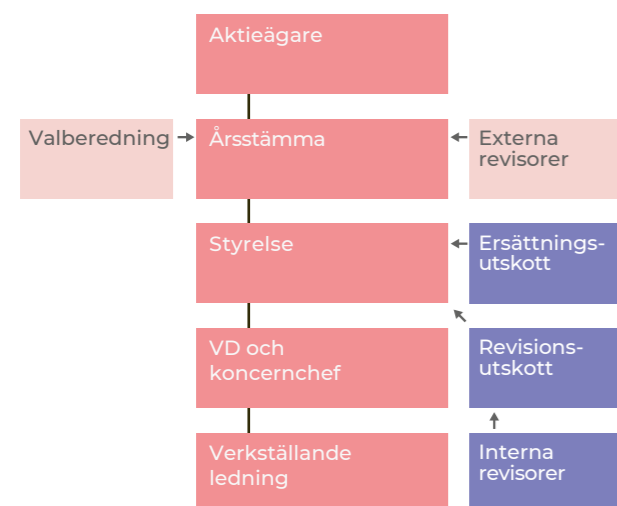 Aktieägare
Valberedning
Årsstämma
Externa
revisorer
Styrelse
Ersättnings-
utskott
VD och
koncernchef
Revisions-
utskott
Verkställande
ledning
Interna
revisorer